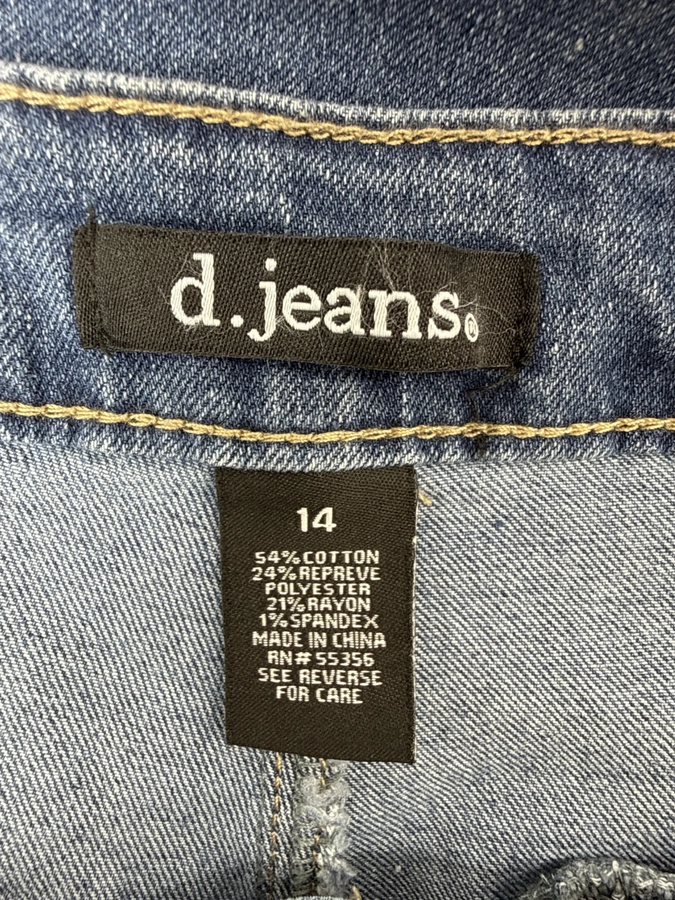 d.jeans.®
14
54%COTTON
24%REPREVE
POLYESTER
21%RAYON
1%SPANDEX
MADE IN CHINA
RN#55356
SEE REVERSE
FOR CARE